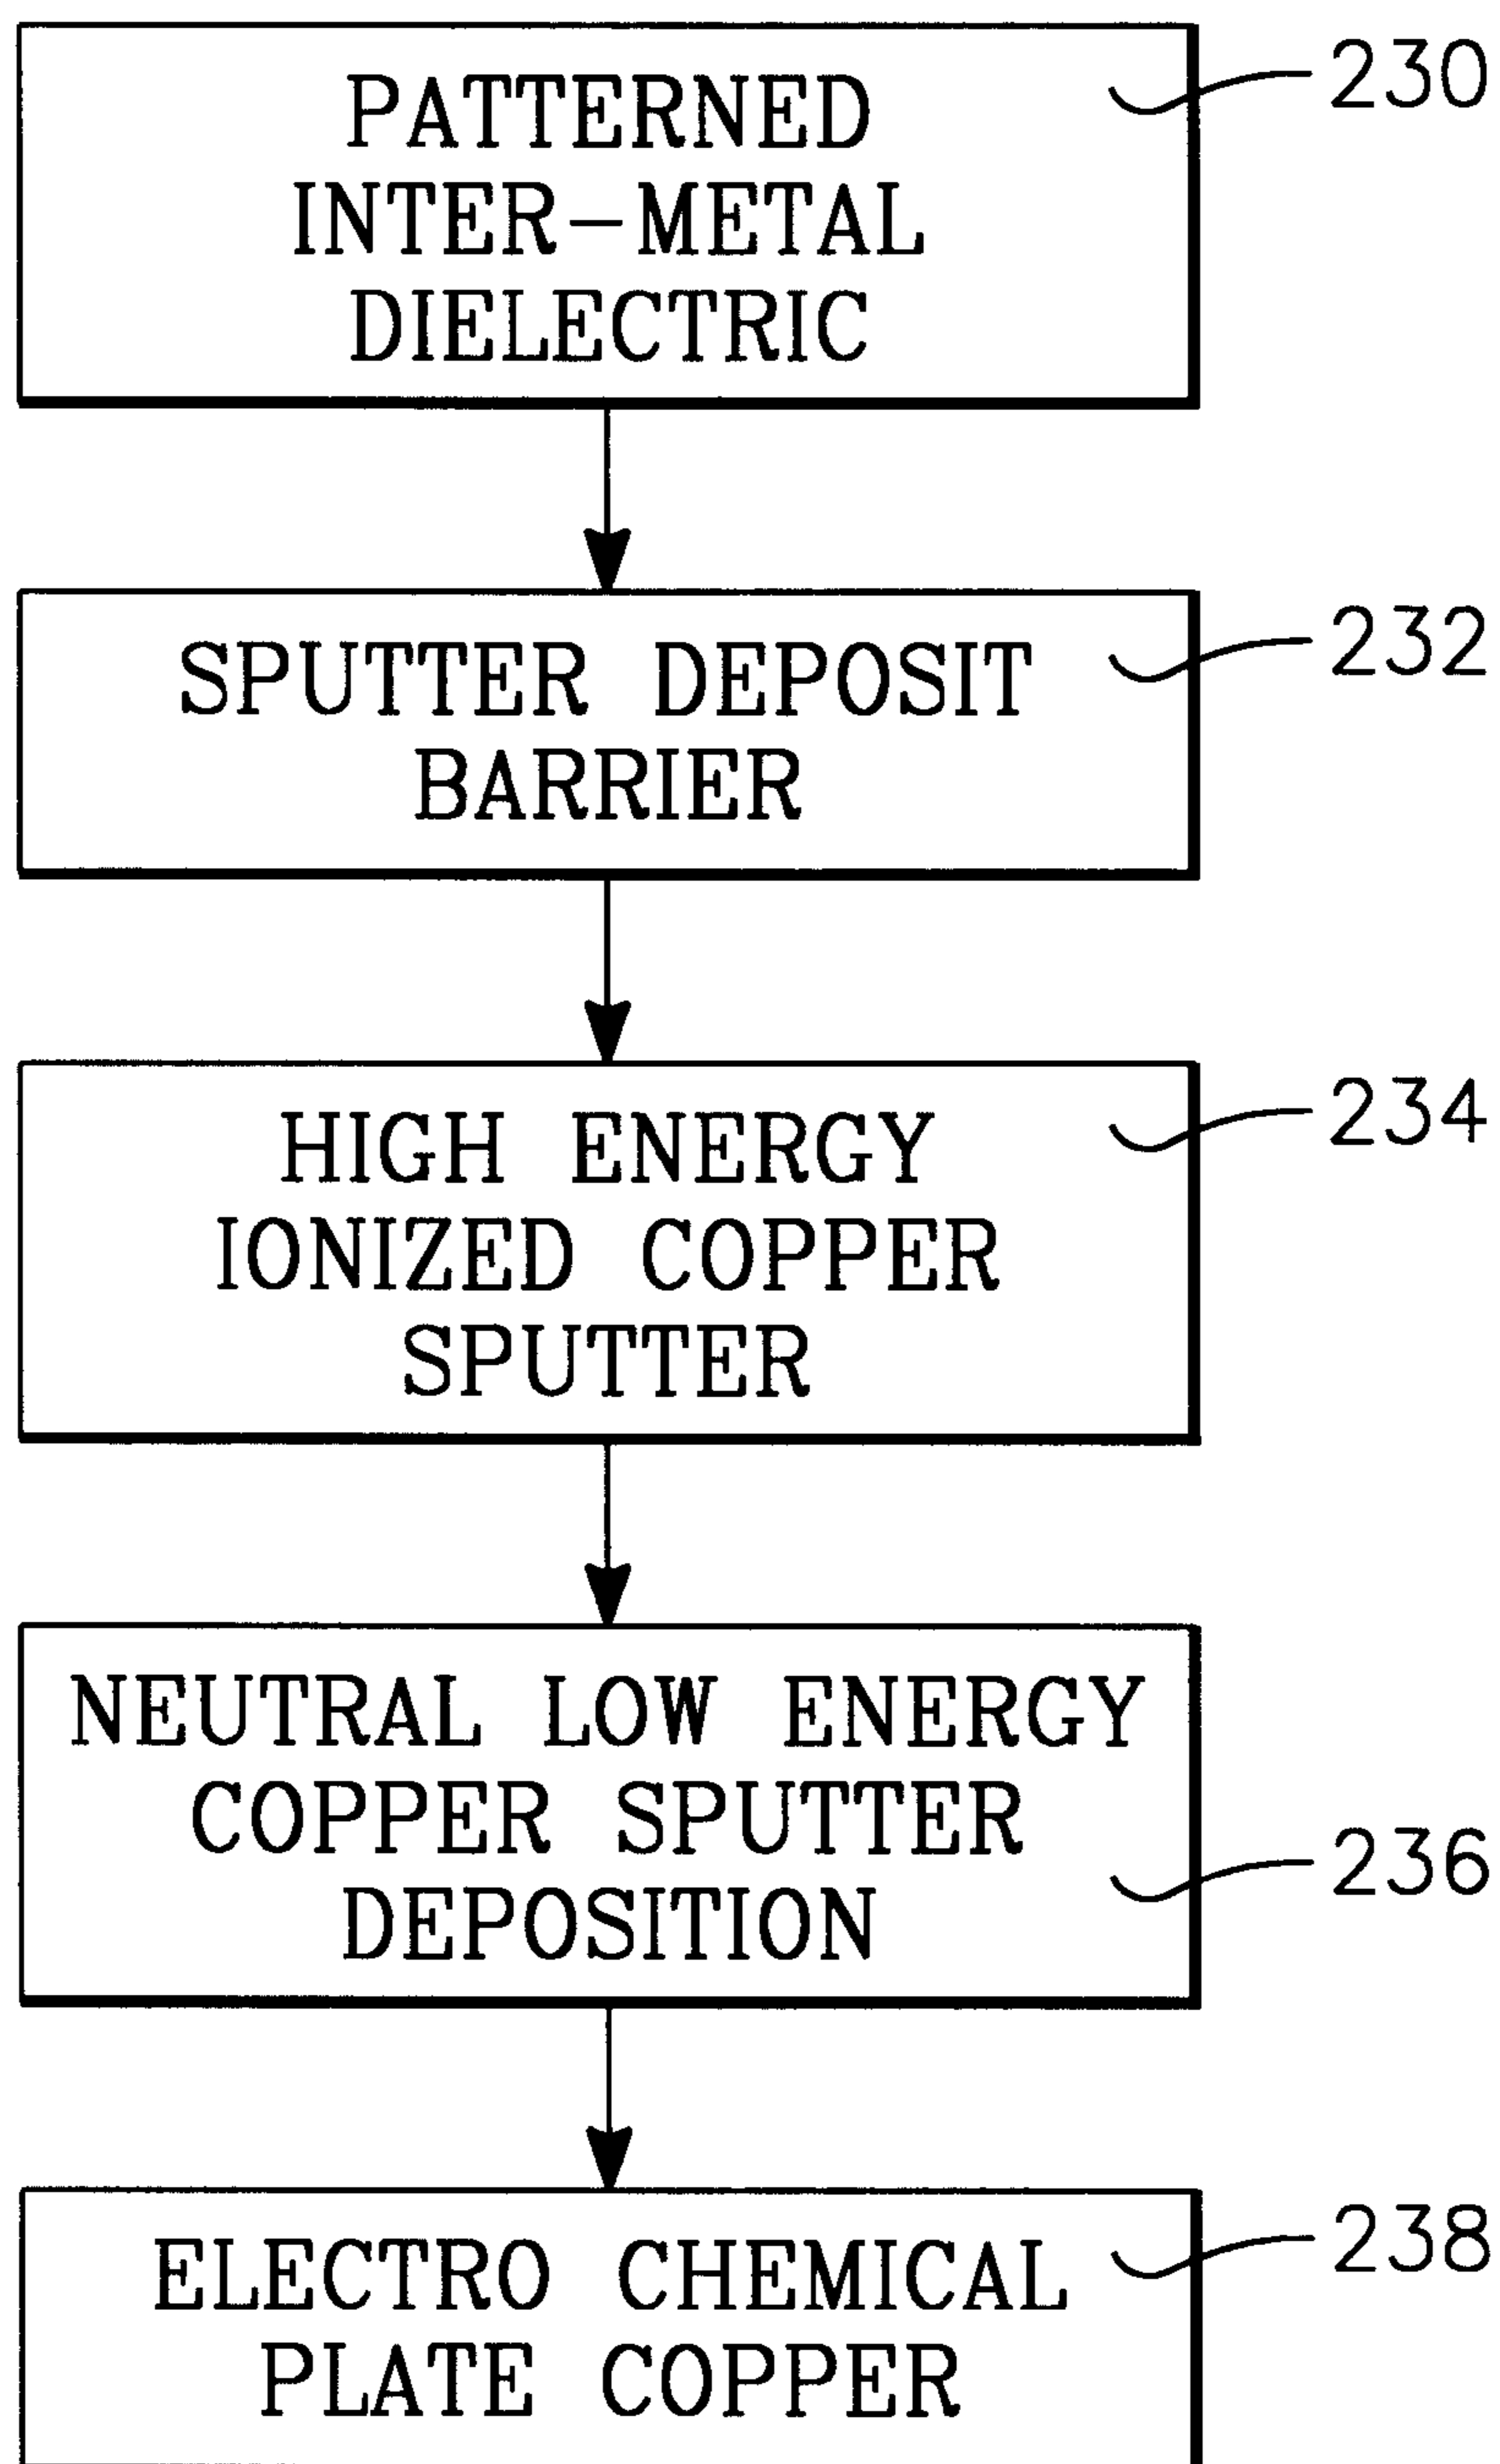 PATTERNED
INTER-METAL
DIELECTRIC
230
SPUTTER DEPOSIT
BARRIER
232
HIGH ENERGY
IONIZED COPPER
SPUTTER
234
NEUTRAL LOW ENERGY
COPPER SPUTTER
DEPOSITION
236
ELECTRO CHEMICAL
PLATE COPPER
238